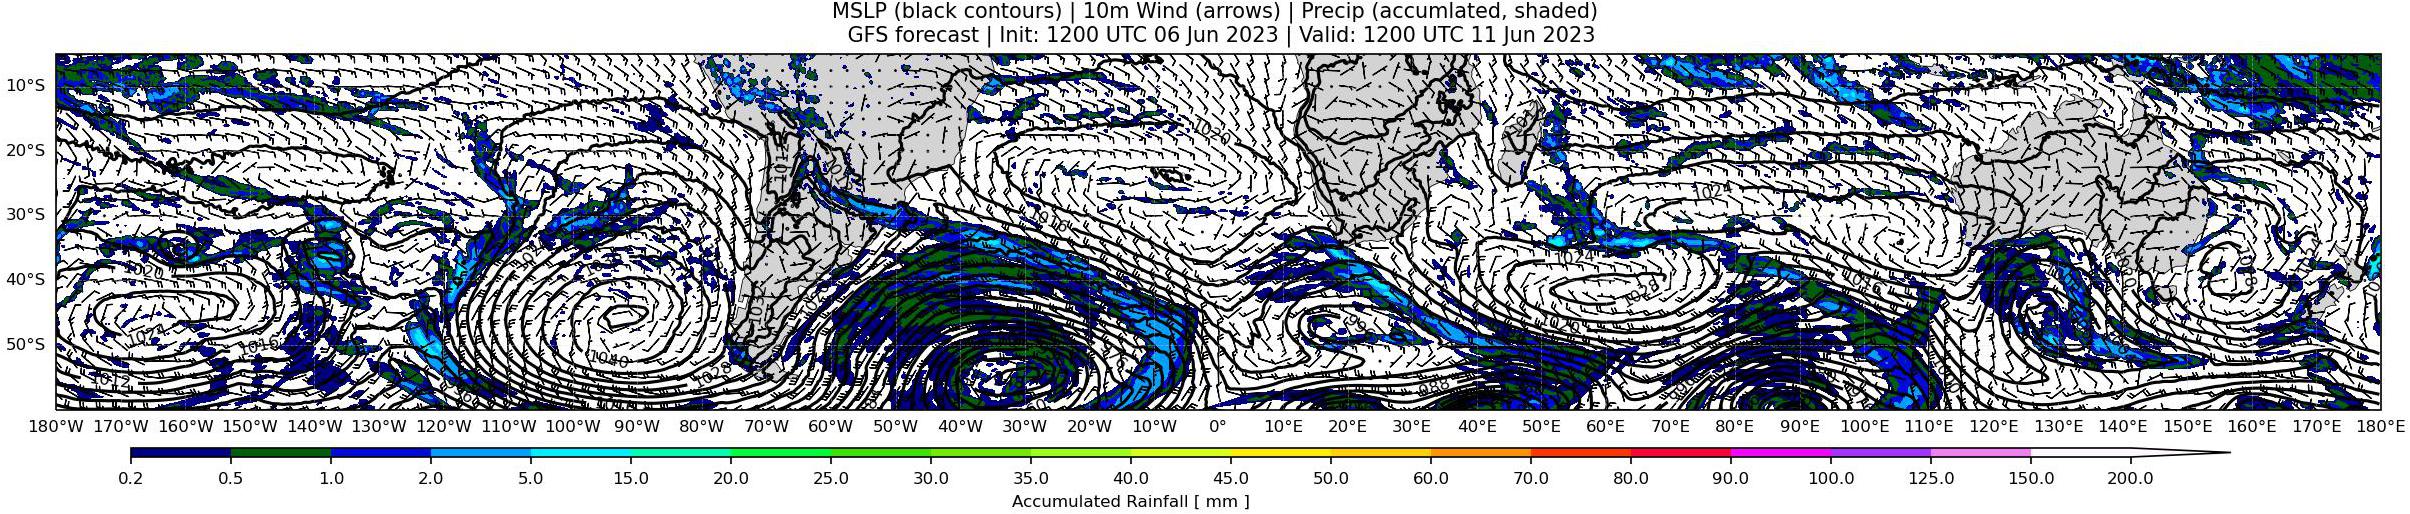 MSLP (black contours) | 10m Wind (arrows) | Precip (accumlated, shaded)
GFS forecast | Init: 1200 UTC 06 Jun 2023 | Valid: 1200 UTC 11 Jun 2023
10°S
20°S
30°S
40°S
50°S
1020
1016
1024
1024
1020
1016
1028
1020
1024
1012
1040
1028
988
180°W 170°W 160°W 150°W 140°W 130°W 120°W 110°W 100°W 90°W 80°W 70°W 60°W 50°W 40°W 30°W 20°W 10°W 0° 10°E 20°E 30°E 40°E 50°E 60°E 70°E 80°E 90°E 100°E 110°E 120°E 130°E 140°E 150°E 160°E 170°E 180°E
0.2 0.5 1.0 2.0 5.0 15.0 20.0 25.0 30.0 35.0 40.0 45.0 50.0 60.0 70.0 80.0 90.0 100.0 125.0 150.0 200.0
Accumulated Rainfall [ mm ]